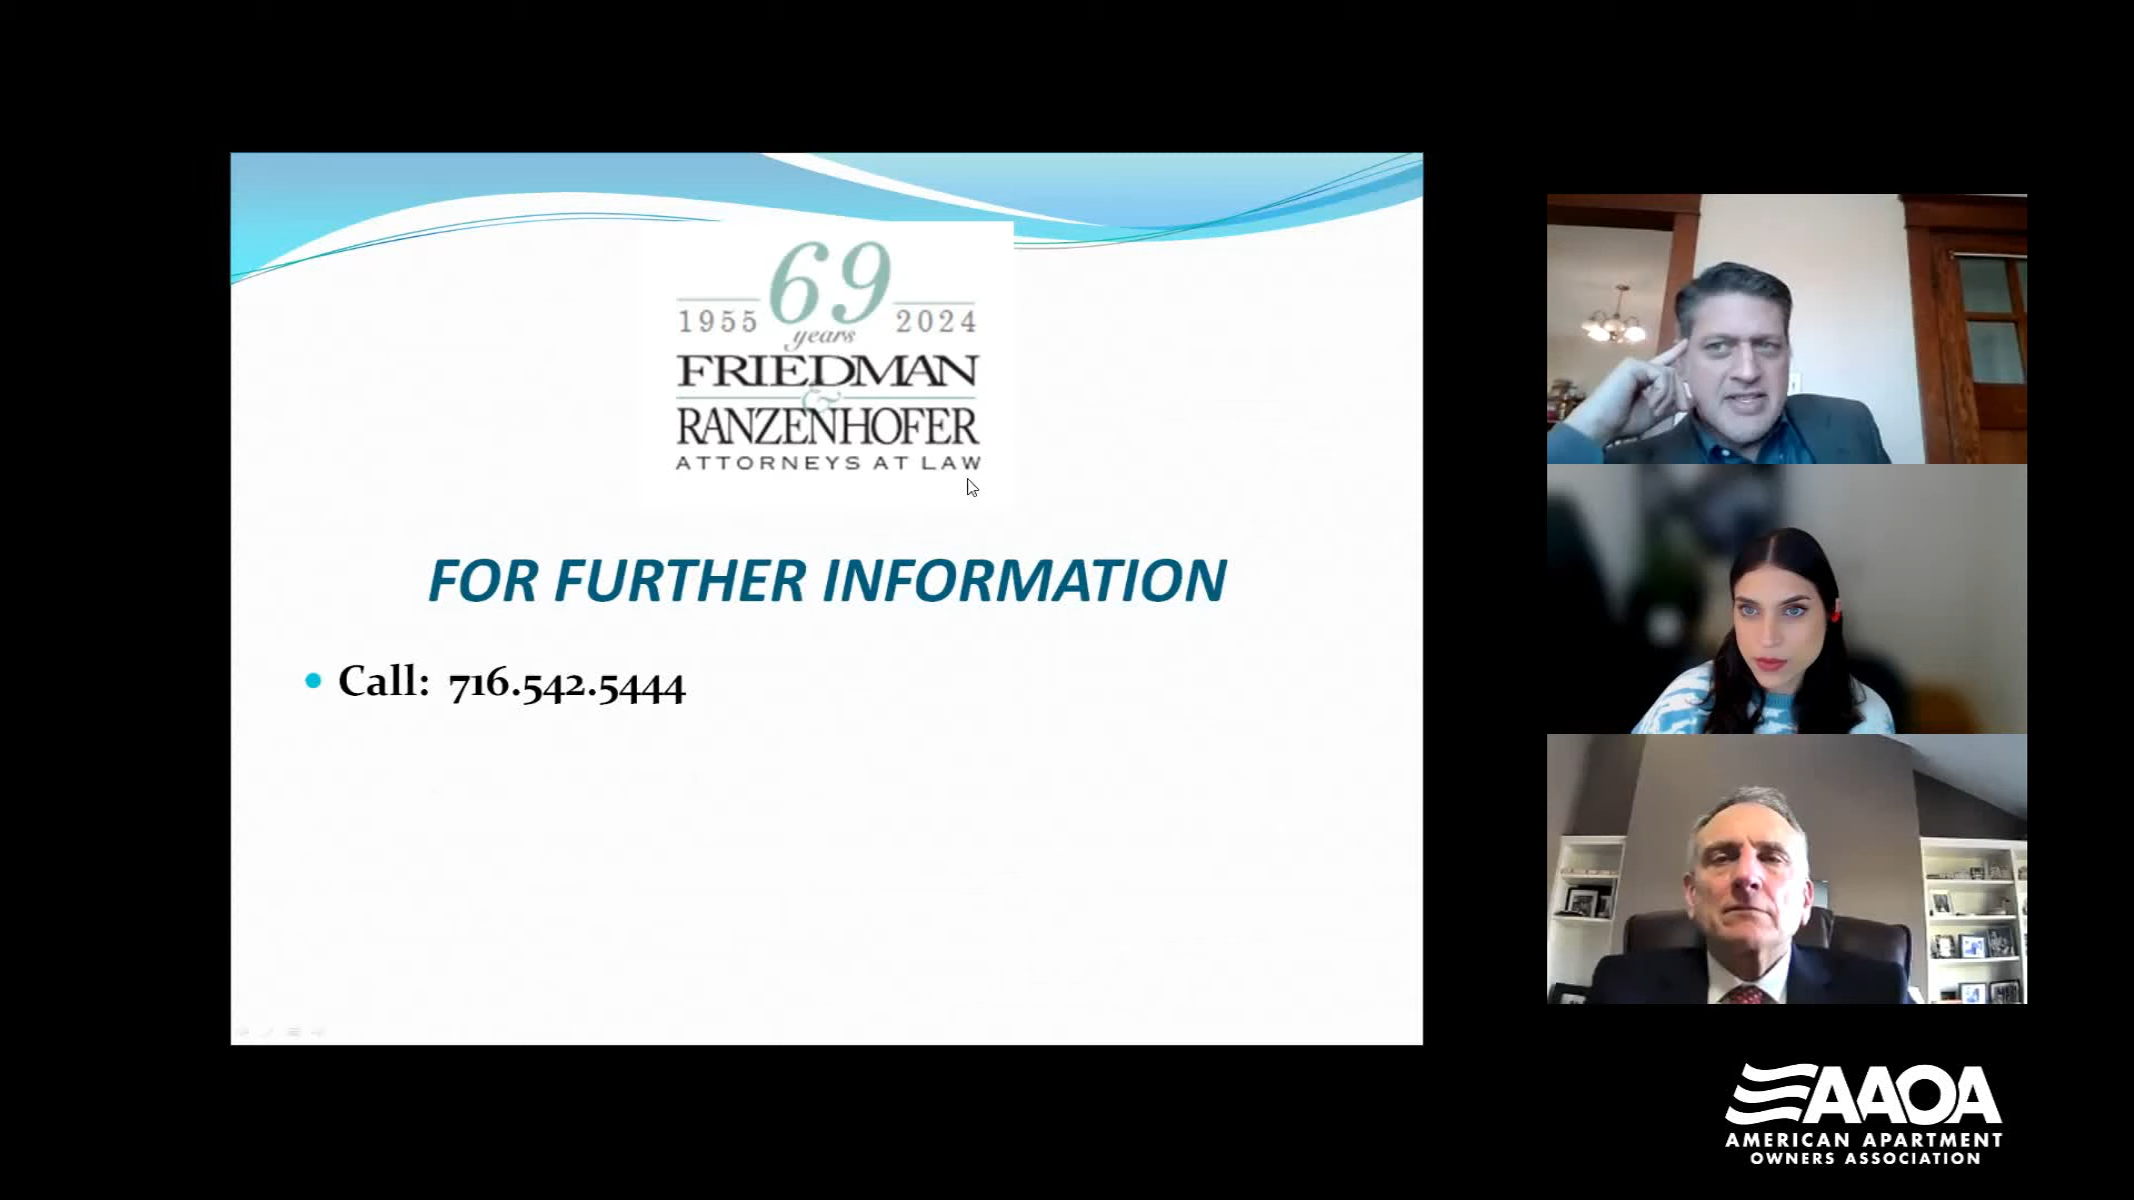 69
1955 years 2024
FRIEDMAN
&
RANZENHOFER
ATTORNEYS AT LAW
FOR FURTHER INFORMATION
• Call: 716.542.5444
AAOA
AMERICAN APARTMENT
OWNERS ASSOCIATION